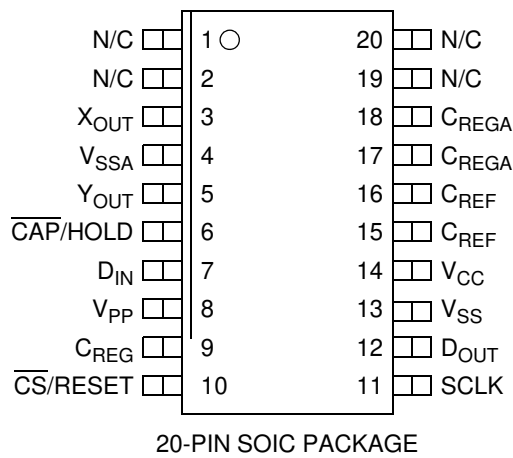 N/C 1 20 N/C
N/C 2 19 N/C
XOUT 3 18 CREGA
VSSA 4 17 CREGA
YOUT 5 16 CREF
CAP/HOLD 6 15 CREF
DIN 7 14 VCC
VPP 8 13 VSS
CREG 9 12 DOUT
CS/RESET 10 11 SCLK
20-PIN SOIC PACKAGE